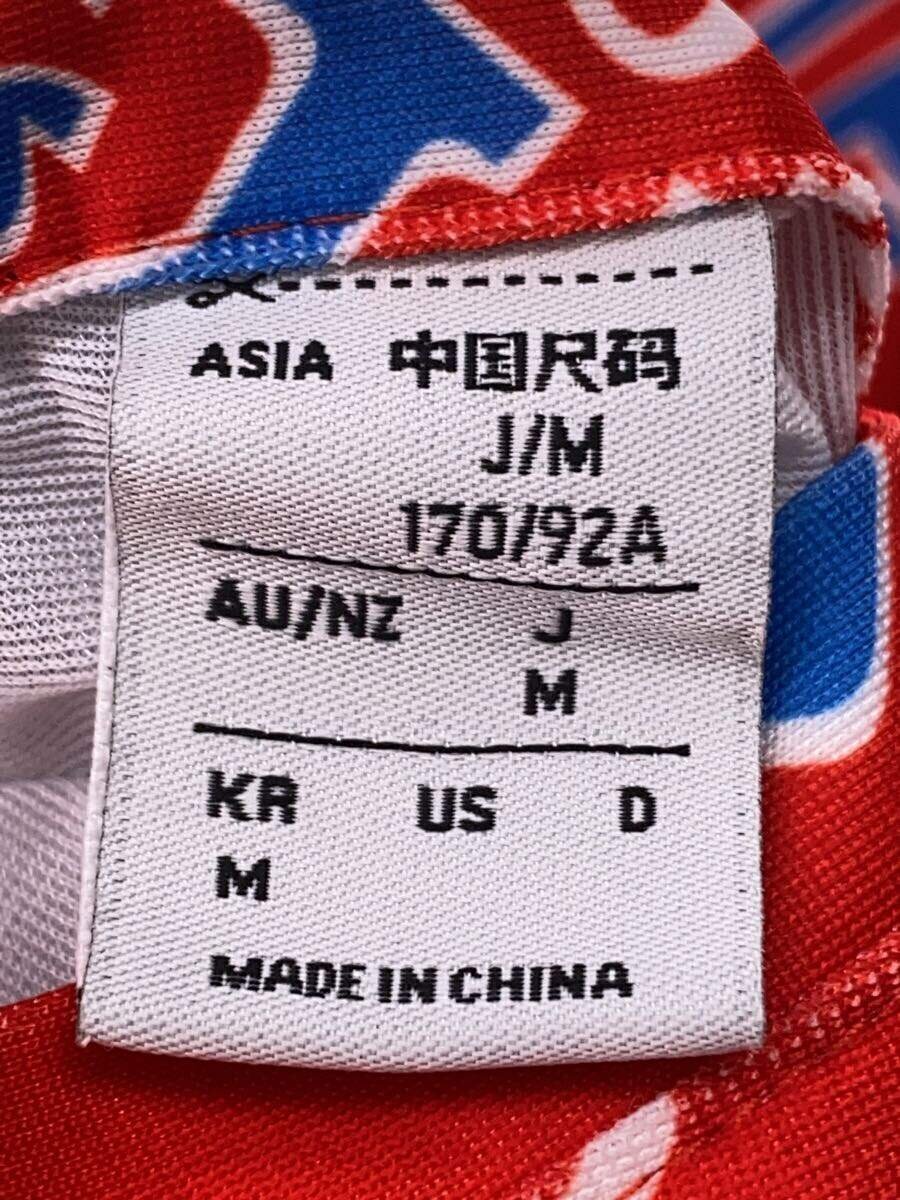 ASIA 中国尺码
J/M
170/92A
AU/NZ J
M
KR US D
M
MADE IN CHINA